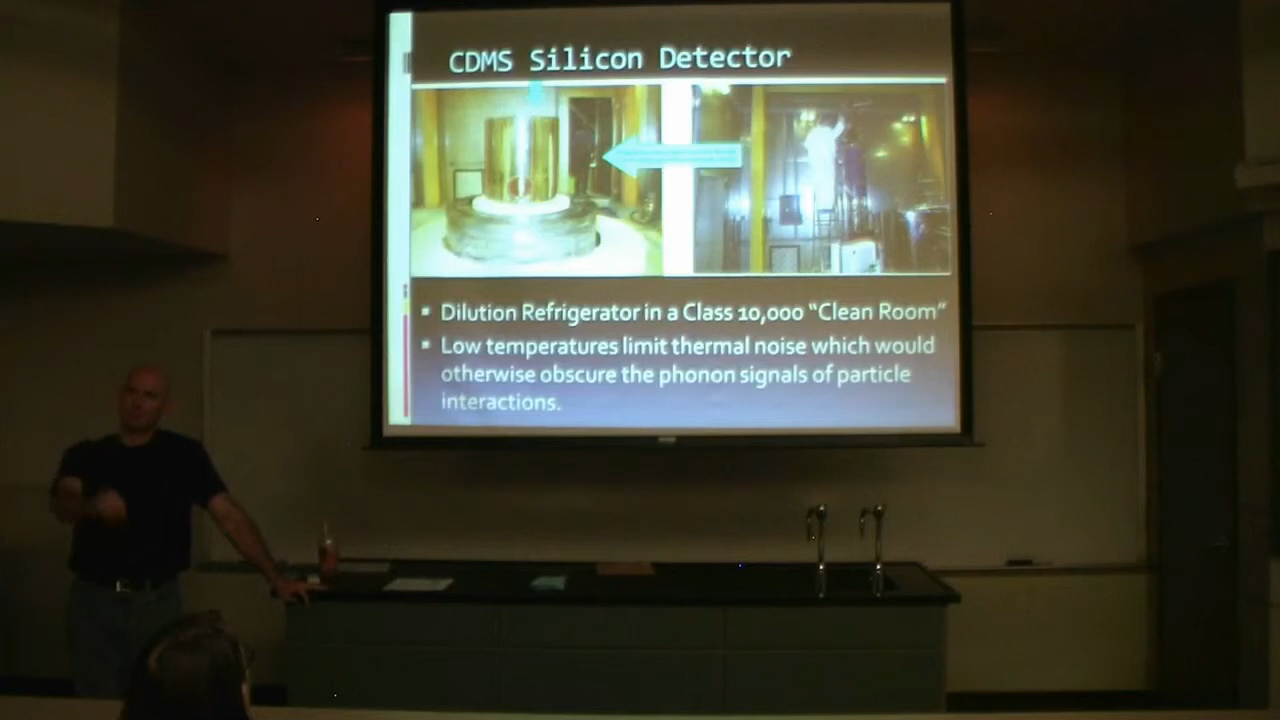 CDMS Silicon Detector
Dilution Refrigerator in a Class 10,000 “Clean Room”
Low temperatures limit thermal noise which would
otherwise obscure the phonon signals of particle
interactions.